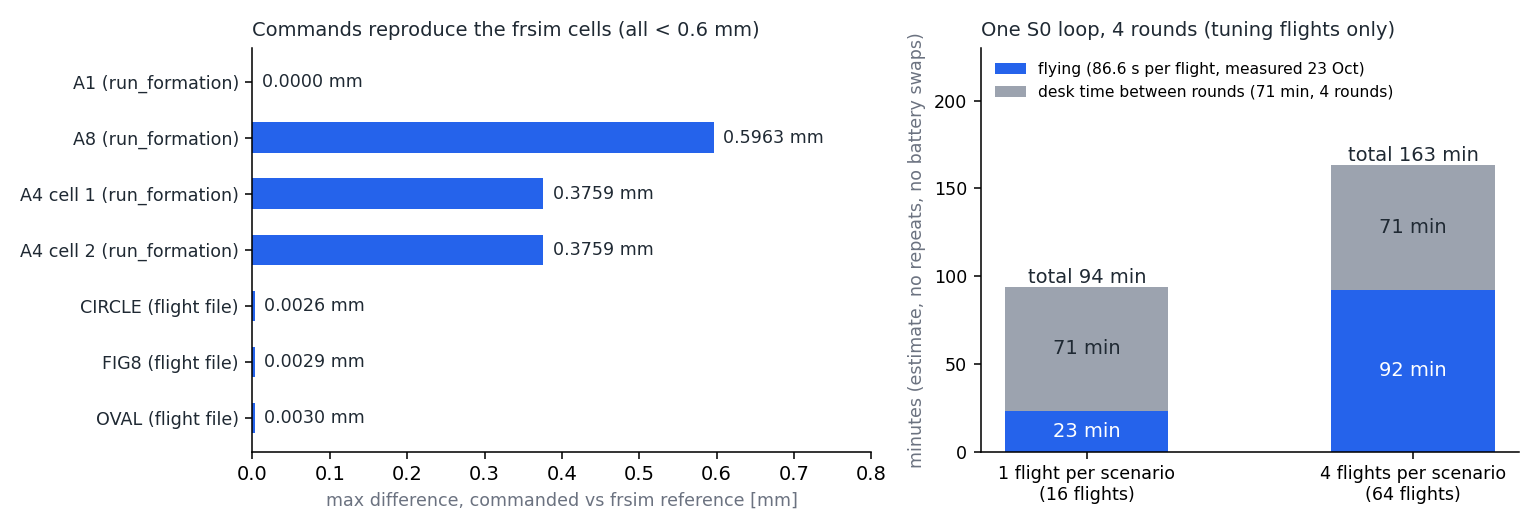 Commands reproduce the frsim cells (all < 0.6 mm)
A1 (run_formation)
0.0000 mm
A8 (run_formation)
0.5963 mm
A4 cell 1 (run_formation)
0.3759 mm
A4 cell 2 (run_formation)
0.3759 mm
CIRCLE (flight file)
0.0026 mm
FIG8 (flight file)
0.0029 mm
OVAL (flight file)
0.0030 mm
0.0 0.1 0.2 0.3 0.4 0.5 0.6 0.7 0.8
max difference, commanded vs frsim reference [mm]
One S0 loop, 4 rounds (tuning flights only)
minutes (estimate, no repeats, no battery swaps)
flying (86.6 s per flight, measured 23 Oct)
desk time between rounds (71 min, 4 rounds)
200
150
100
50
0
total 94 min
71 min
23 min
total 163 min
71 min
92 min
1 flight per scenario
(16 flights)
4 flights per scenario
(64 flights)